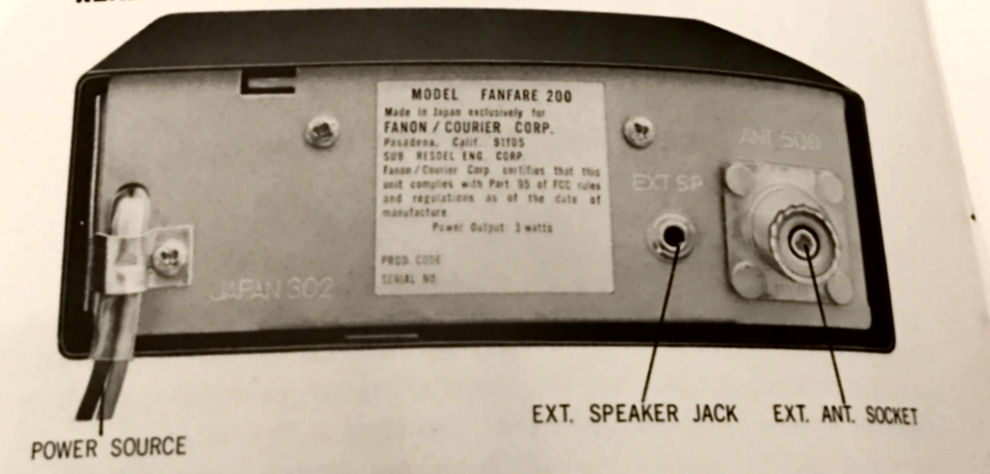 MODEL FANFARE 200
Made in Japan exclusively for
FANON / COURIER CORP.
Pasadena, Calif. 91105
SUB. RESDEL ENG. CORP.
Fanon / Courier Corp. certifies that this
unit complies with Part 95 of FCC rules
and regulations as of the date of
manufacture.
Power Output: 3 watts
PROD. CODE
SERIAL NO.
ANT 50Ω
EXT SP
JAPAN 302
EXT. SPEAKER JACK
EXT. ANT. SOCKET
POWER SOURCE